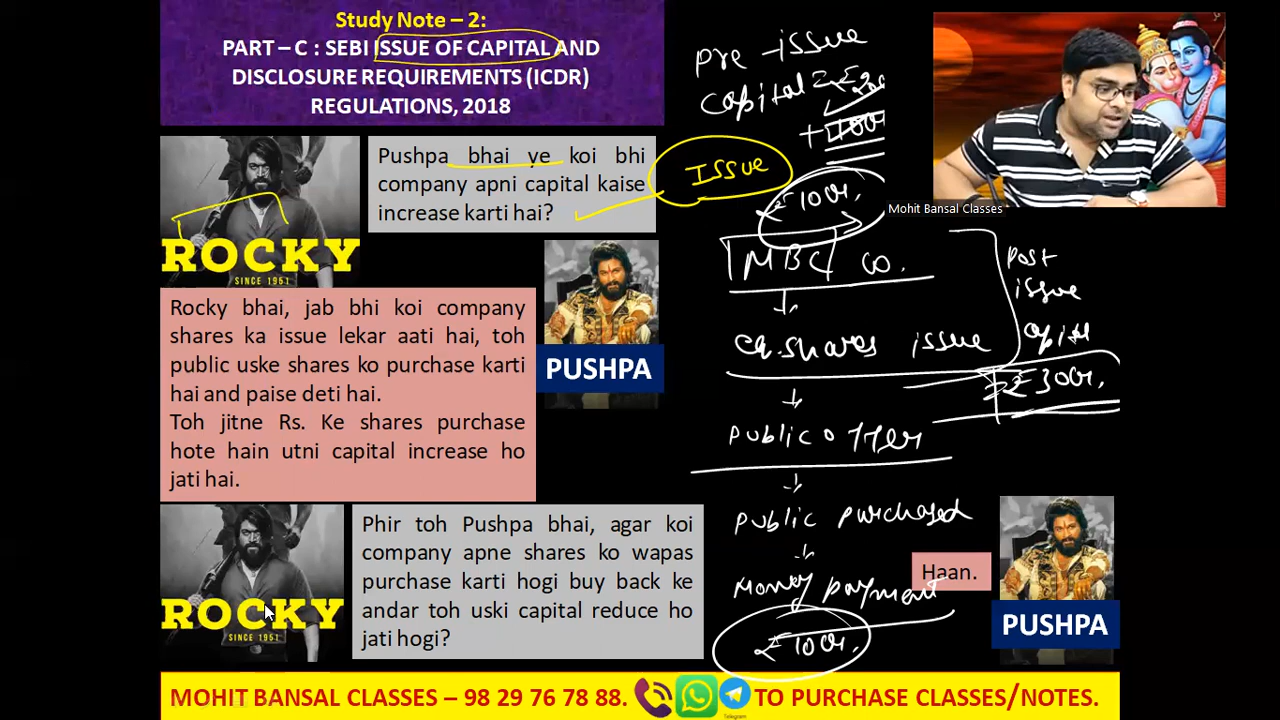 Study Note – 2:
PART – C : SEBI ISSUE OF CAPITAL AND
DISCLOSURE REQUIREMENTS (ICDR)
REGULATIONS, 2018
ROCKY
SINCE 1951
Pushpa bhai ye koi bhi
company apni capital kaise
increase karti hai?
Rocky bhai, jab bhi koi company
shares ka issue lekar aati hai, toh
public uske shares ko purchase karti
hai and paise deti hai.
Toh jitne Rs. Ke shares purchase
hote hain utni capital increase ho
jati hai.
PUSHPA
ROCKY
SINCE 1951
Phir toh Pushpa bhai, agar koi
company apne shares ko wapas
purchase karti hogi buy back ke
andar toh uski capital reduce ho
jati hogi?
Haan.
PUSHPA
Pre-issue
Capital
Issue
₹10cr.
MBC Co.
Eq. shares issue
Public offer
Public purchased
Money payment
₹10cr.
Post
issue
capital
₹30cr.
Mohit Bansal Classes
MOHIT BANSAL CLASSES – 98 29 76 78 88.
Telegram
TO PURCHASE CLASSES/NOTES.